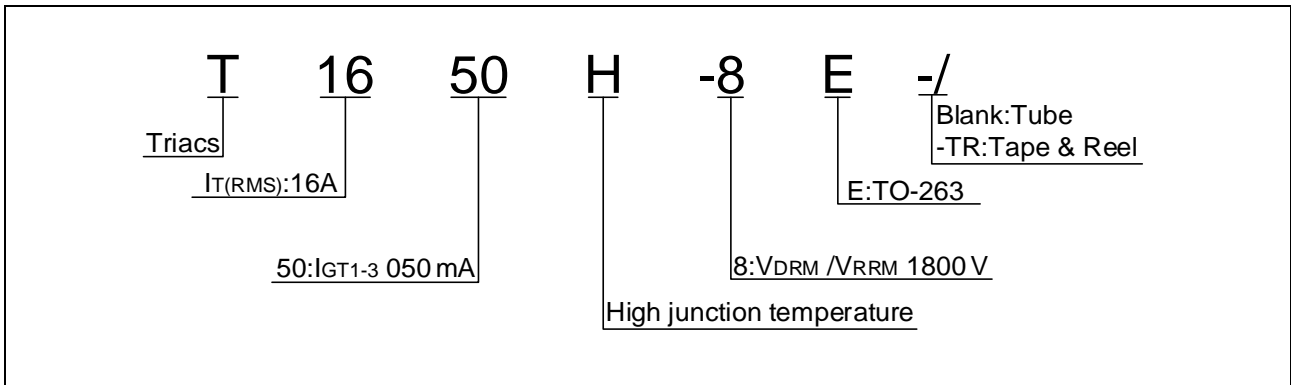 T 16 50 H -8 E -/
Triacs
IT(RMS):16A
50:IGT1-3 050 mA
High junction temperature
8:VDRM /VRRM 1800 V
E:TO-263
Blank:Tube
-TR:Tape & Reel